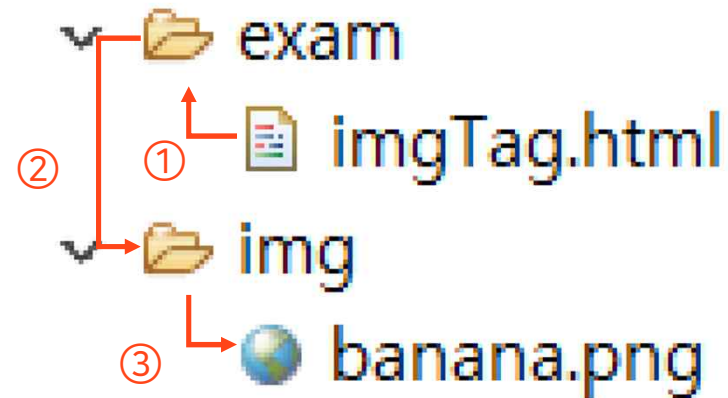 exam
① imgTag.html
②
img
③ banana.png